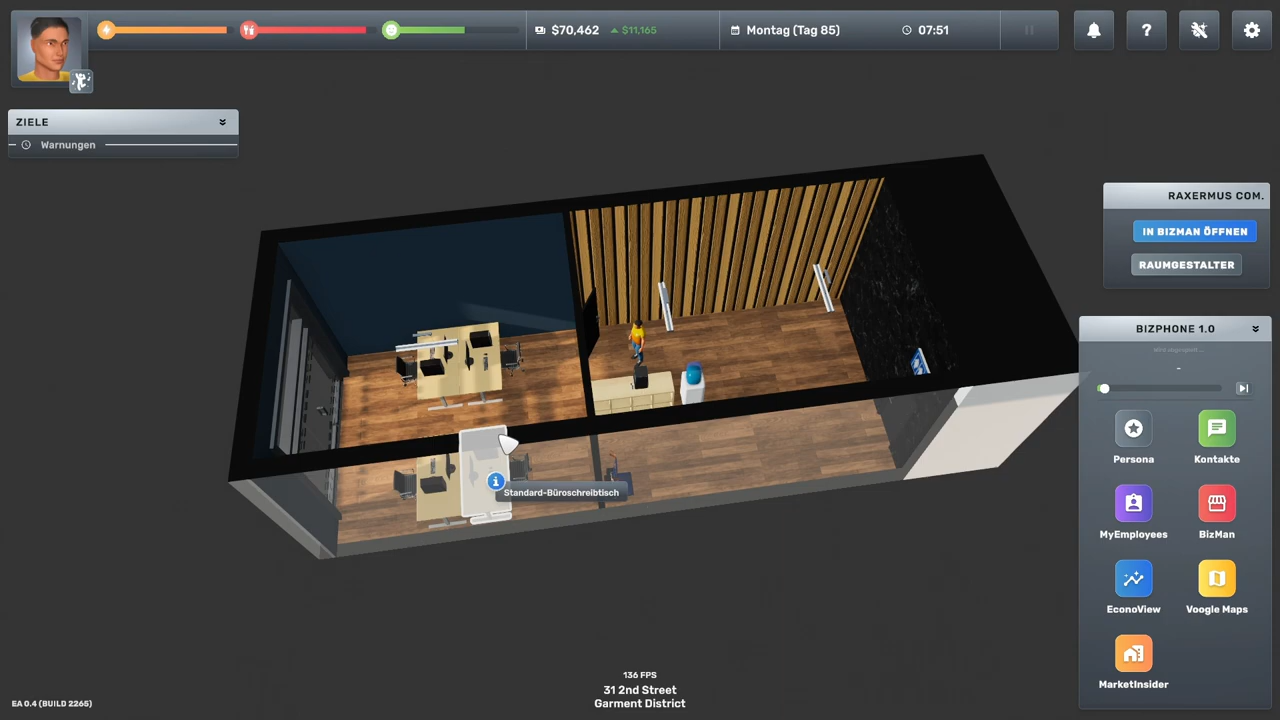 $70,462
$11,165
Montag (Tag 85)
07:51
?
ZIELE
Warnungen
RAXERMUS COM.
IN BIZMAN ÖFFNEN
RAUMGESTALTER
BIZPHONE 1.0
-
Persona
Kontakte
MyEmployees
BizMan
EconoView
Voogle Maps
MarketInsider
Standard-Büroschreibtisch
136 FPS
31 2nd Street
Garment District
EA 0.4 (BUILD 2265)